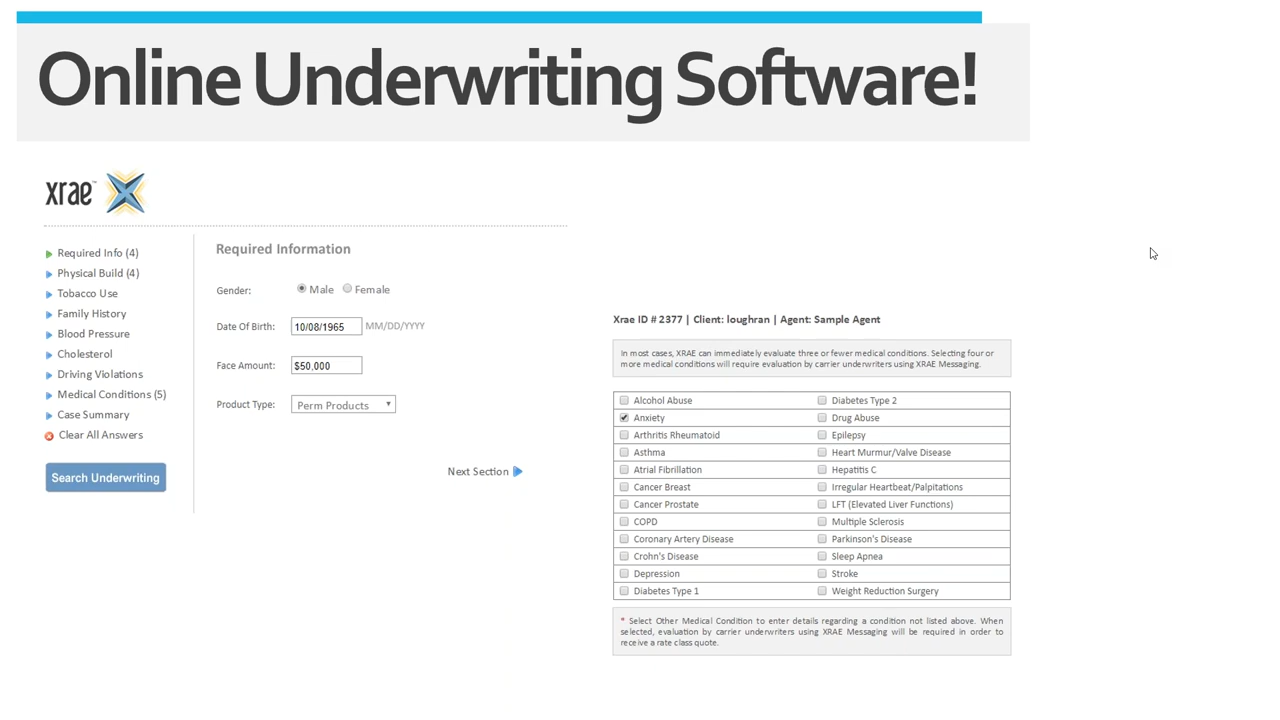 Online Underwriting Software!
xrae™
Required Info (4)
Physical Build (4)
Tobacco Use
Family History
Blood Pressure
Cholesterol
Driving Violations
Medical Conditions (5)
Case Summary
Clear All Answers
Search Underwriting
Required Information
Gender: Male Female
Date Of Birth: 10/08/1965 MM/DD/YYYY
Face Amount: $50,000
Product Type: Perm Products
Next Section
Xrae ID # 2377 | Client: loughran | Agent: Sample Agent
In most cases, XRAE can immediately evaluate three or fewer medical conditions. Selecting four or
more medical conditions will require evaluation by carrier underwriters using XRAE Messaging.
Alcohol Abuse Diabetes Type 2
Anxiety Drug Abuse
Arthritis Rheumatoid Epilepsy
Asthma Heart Murmur/Valve Disease
Atrial Fibrillation Hepatitis C
Cancer Breast Irregular Heartbeat/Palpitations
Cancer Prostate LFT (Elevated Liver Functions)
COPD Multiple Sclerosis
Coronary Artery Disease Parkinson's Disease
Crohn's Disease Sleep Apnea
Depression Stroke
Diabetes Type 1 Weight Reduction Surgery
* Select Other Medical Condition to enter details regarding a condition not listed above. When
selected, evaluation by carrier underwriters using XRAE Messaging will be required in order to
receive a rate class quote.